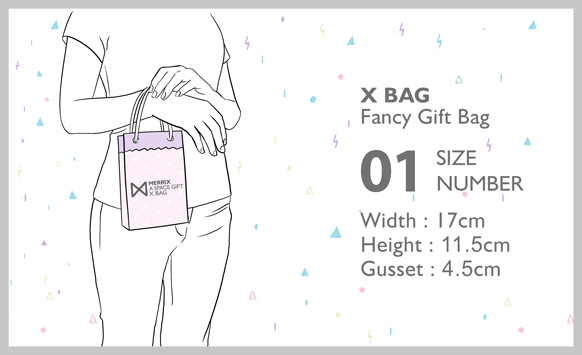 MERRIX
A SPACE GIFT
X BAG
X BAG
Fancy Gift Bag
01 SIZE
NUMBER
Width : 17cm
Height : 11.5cm
Gusset : 4.5cm